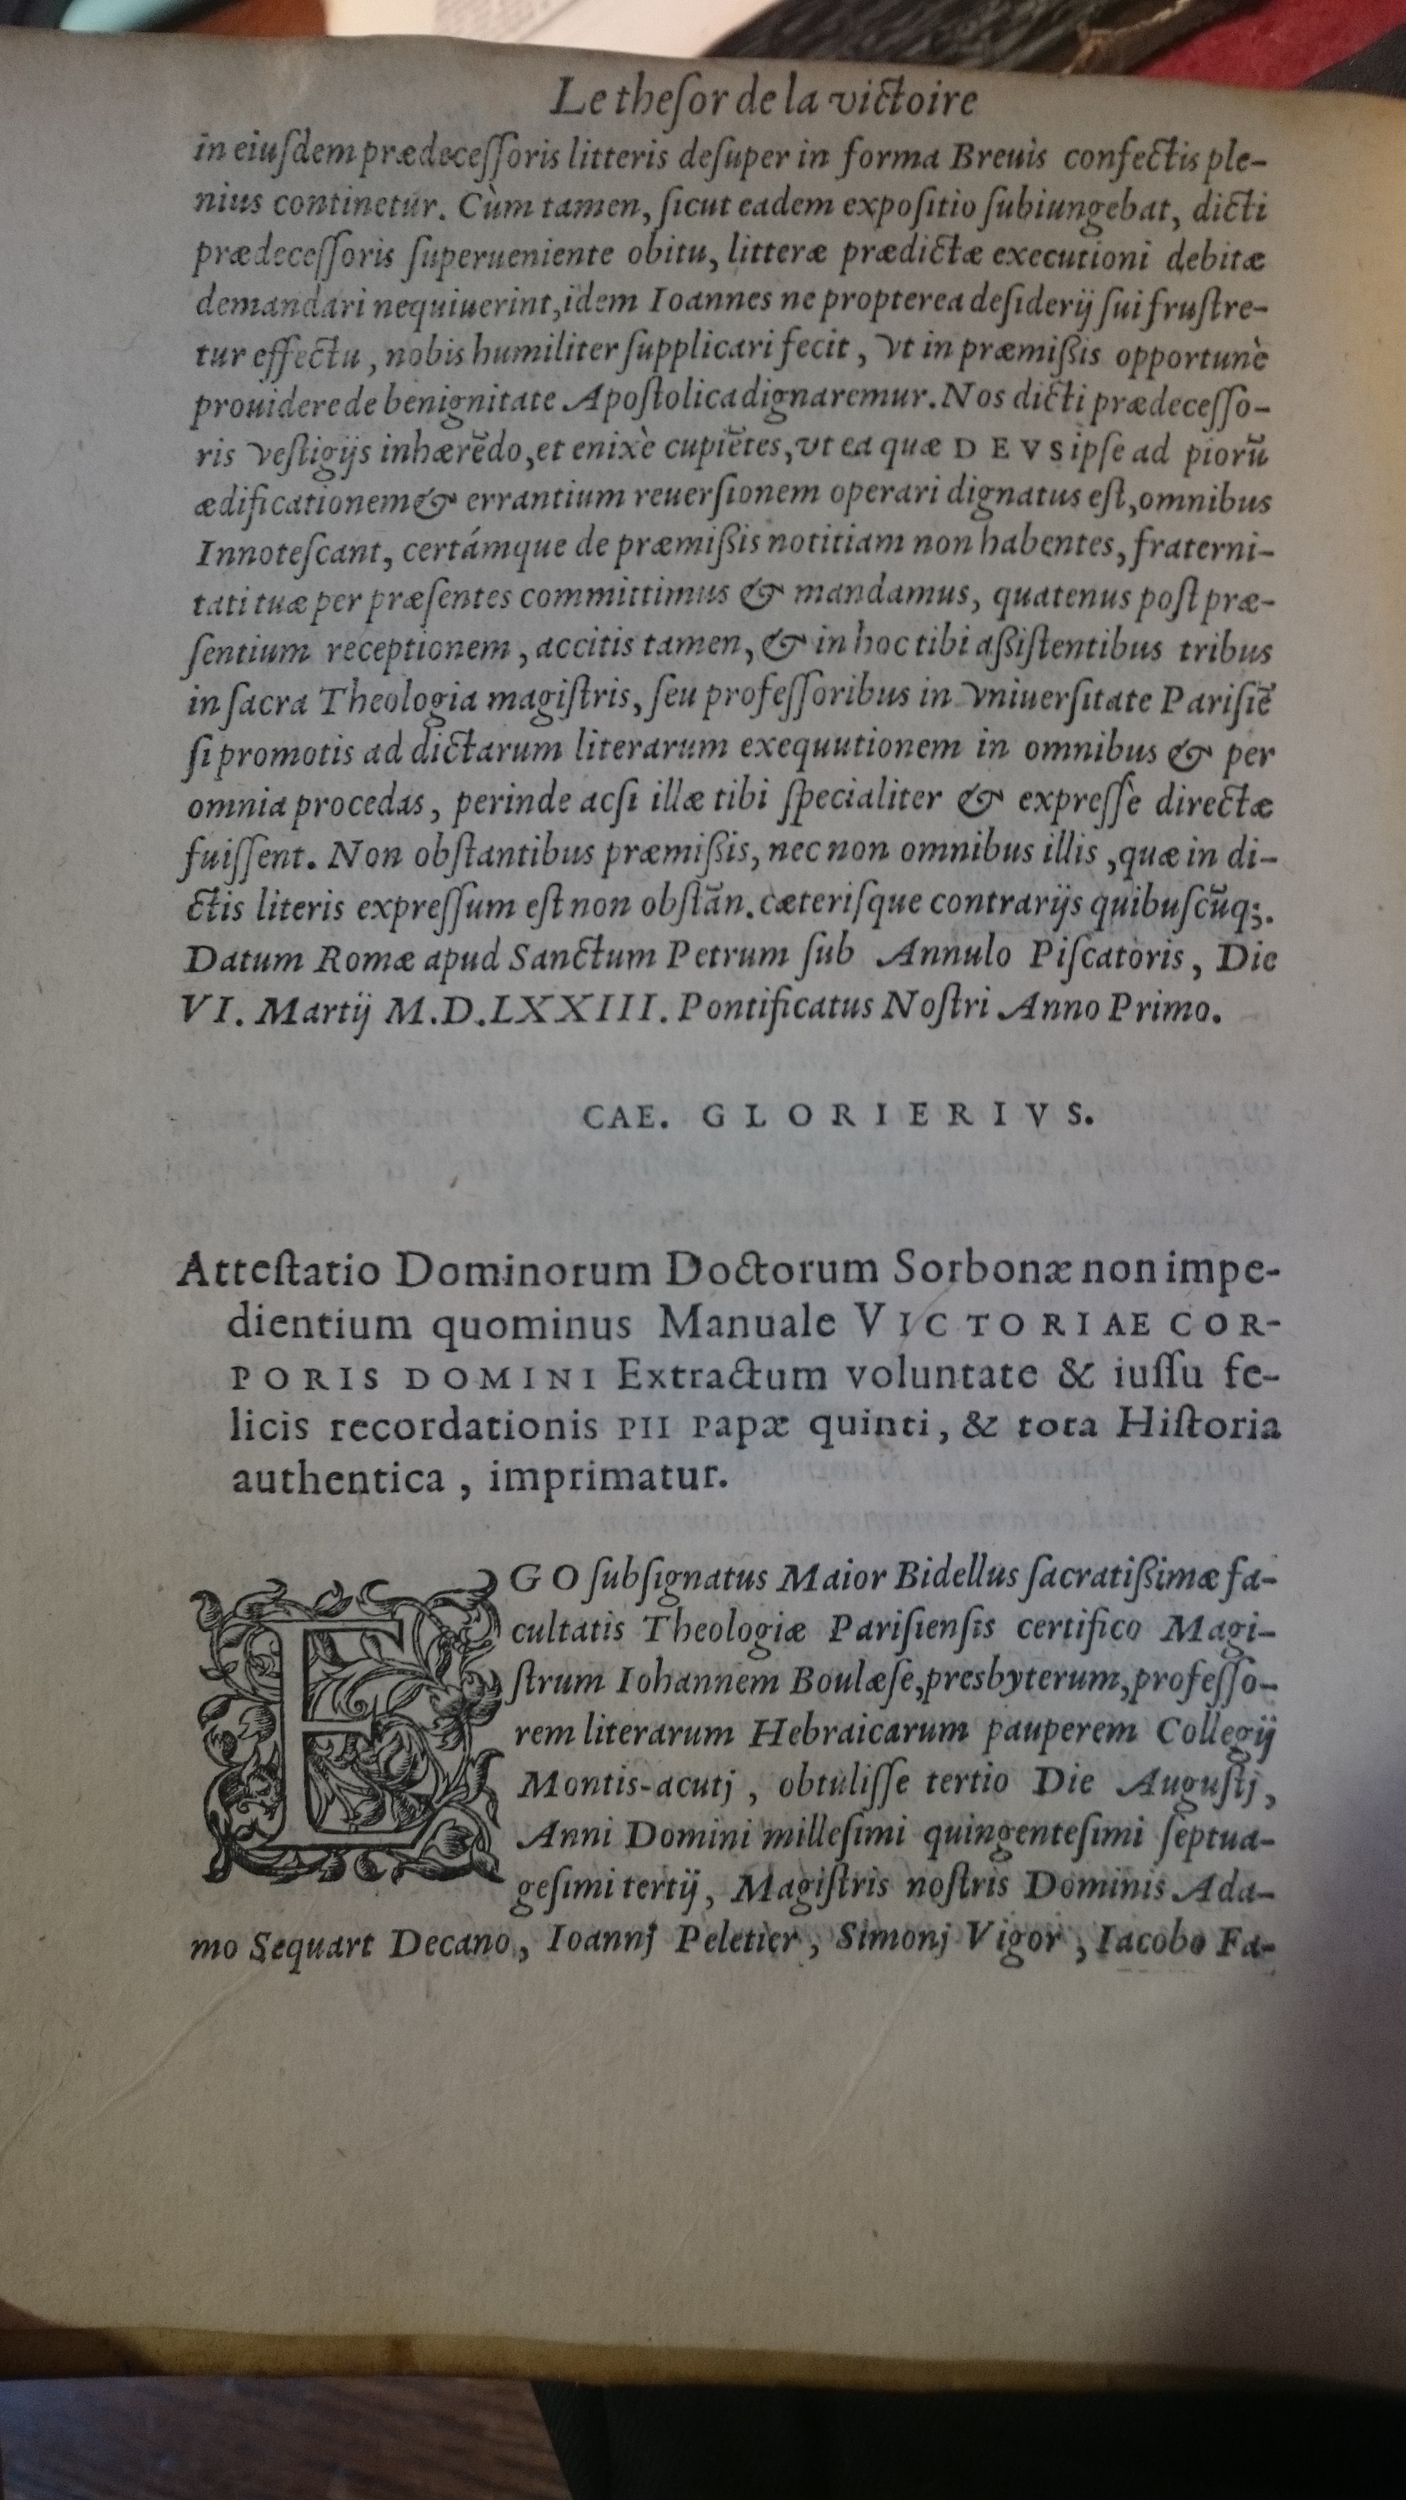 Le theſor de la victoire
in eiuſdem prædeceſſoris litteris deſuper in forma Breuis confectis ple-
nius continetur. Cùm tamen, ſicut eadem expoſitio ſubiungebat, dicti
prædeceſſoris ſuperueniente obitu, litteræ prædictæ executioni debitæ
demandari nequiuerint, idem Ioannes ne propterea deſiderij ſui fruſtre-
tur effectu, nobis humiliter ſupplicari fecit, vt in præmißis opportunè
prouidere de benignitate Apoſtolica dignaremur. Nos dicti prædeceſſo-
ris veſtigijs inhærẽdo, et enixè cupiẽtes, vt ea quæ DEVS ipſe ad piorũ
ædificationem & errantium reuerſionem operari dignatus eſt, omnibus
Innoteſcant, certámque de præmißis notitiam non habentes, fraterni-
tati tuæ per præſentes committimus & mandamus, quatenus poſt præ-
ſentium receptionem, accitis tamen, & in hoc tibi aßiſtentibus tribus
in ſacra Theologia magiſtris, ſeu profeſſoribus in vniuerſitate Pariſiẽ
ſi promotis ad dictarum literarum exequutionem in omnibus & per
omnia procedas, perinde acſi illæ tibi ſpecialiter & expreſſe directæ
fuiſſent. Non obſtantibus præmißis, nec non omnibus illis, quæ in di-
ctis literis expreſſum eſt non obſtãn. cæteriſque contrarijs quibuſcũq;.
Datum Romæ apud Sanctum Petrum ſub Annulo Piſcatoris, Die
VI. Martij M.D.LXXIII. Pontificatus Noſtri Anno Primo.
CAE. GLORIERIVS.
Atteſtatio Dominorum Doctorum Sorbonæ non impe-
dientium quominus Manuale VICTORIAE COR-
PORIS DOMINI Extractum voluntate & iuſſu fe-
licis recordationis PII Papæ quinti, & tota Hiſtoria
authentica, imprimatur.
EGO ſubſignatus Maior Bidellus ſacratißimæ fa-
cultatis Theologiæ Pariſienſis certifico Magi-
ſtrum Iohannem Boulæſe, presbyterum, profeſſo-
rem literarum Hebraicarum pauperem Collegij
Montis-acutj, obtuliſſe tertio Die Auguſtj,
Anni Domini milleſimi quingenteſimi ſeptua-
geſimi tertij, Magiſtris noſtris Dominis Ada-
mo Sequart Decano, Ioannj Peletier, Simonj Vigor, Iacobo Fa-